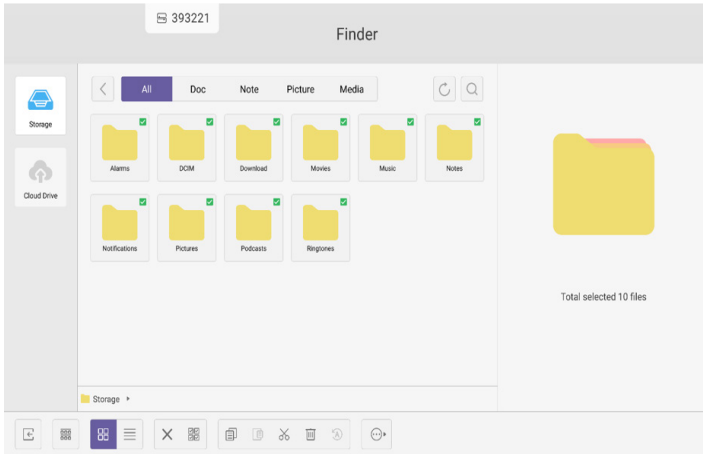 393221
Finder
All Doc Note Picture Media
Storage
Cloud Drive
Alarms DCIM Download Movies Music Notes
Notifications Pictures Podcasts Ringtones
Total selected 10 files
Storage